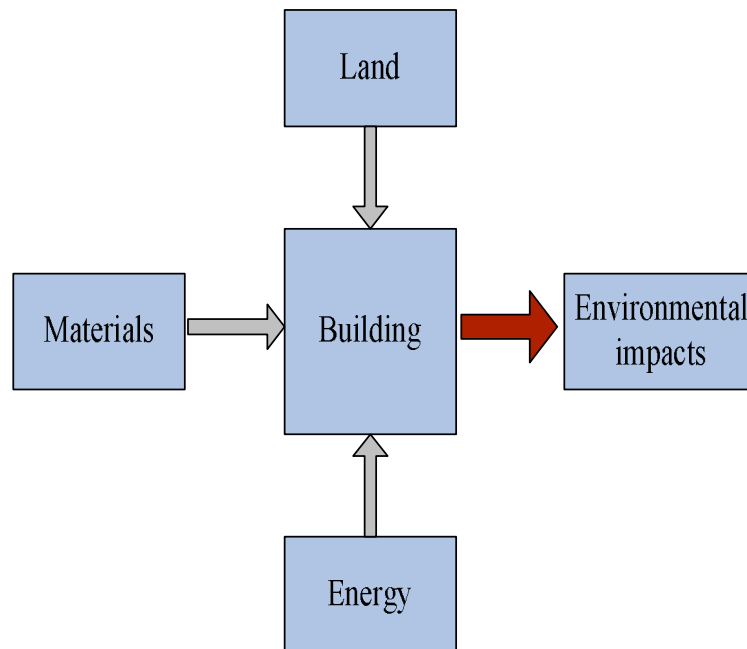 Land
Materials
Building
Environmental
impacts
Energy